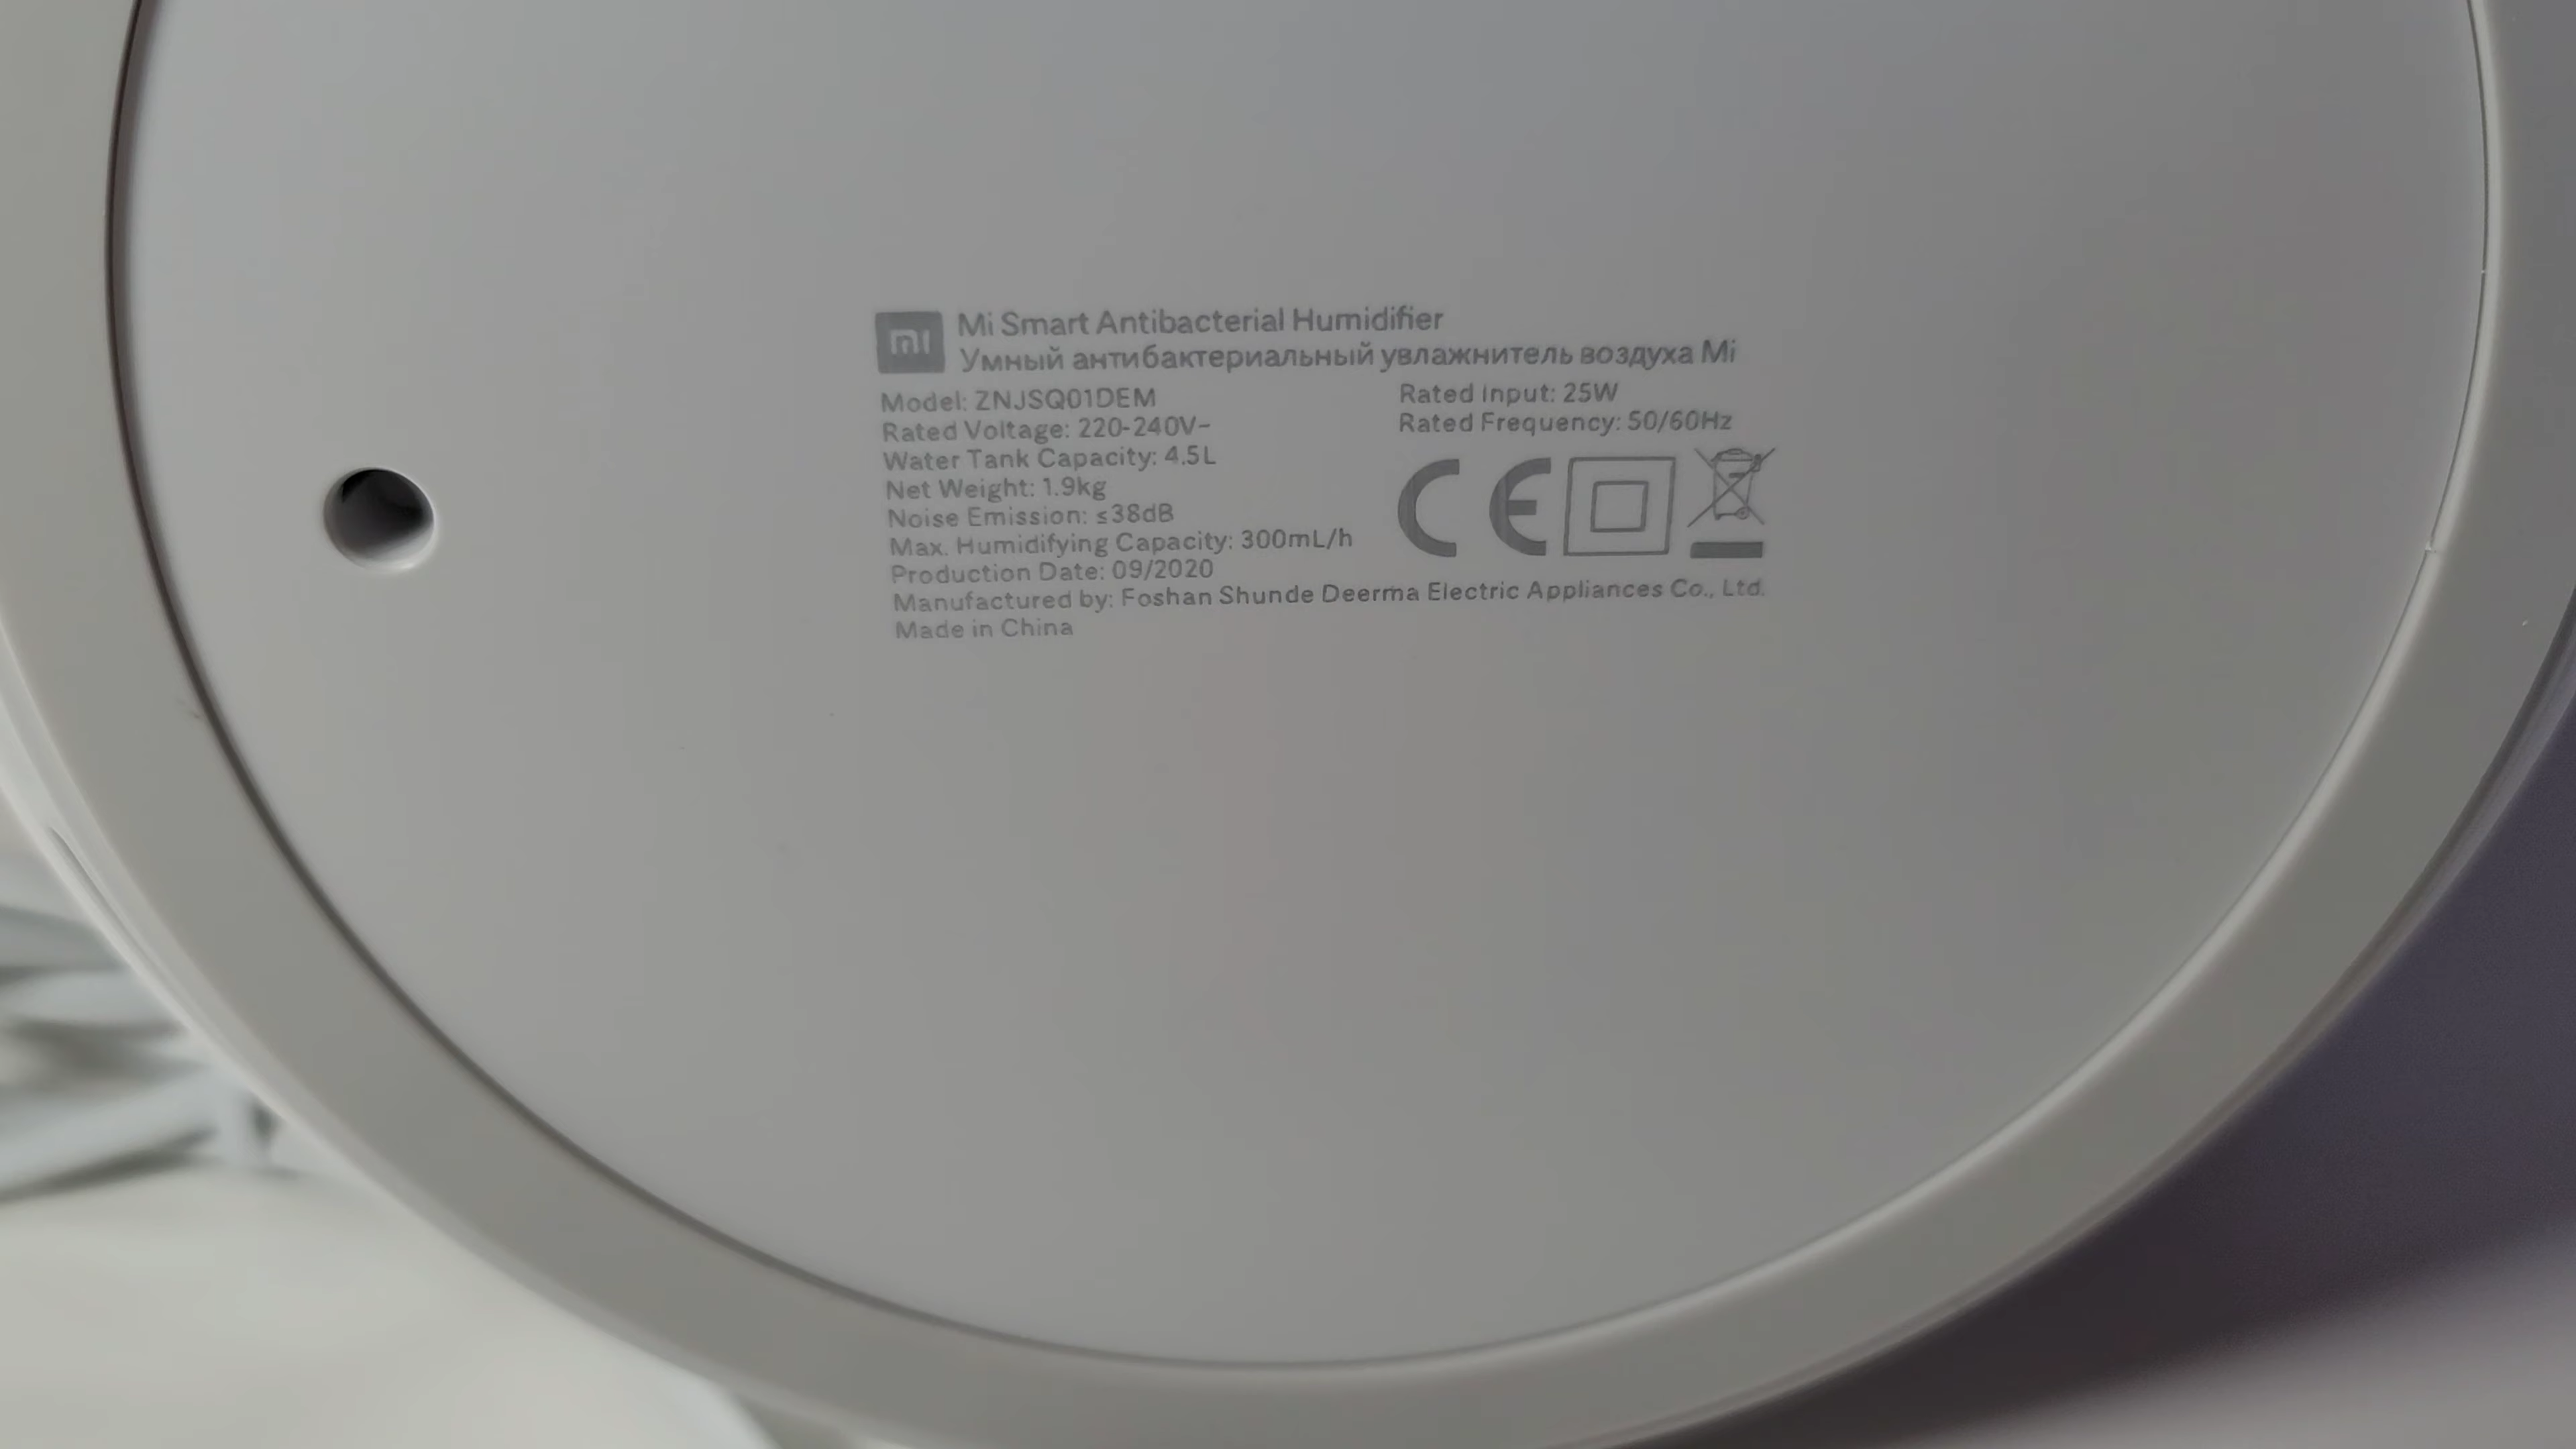 mi
Mi Smart Antibacterial Humidifier
Умный антибактериальный увлажнитель воздуха Mi
Model: ZNJSQ01DEM
Rated Voltage: 220-240V~
Water Tank Capacity: 4.5L
Net Weight: 1.9kg
Noise Emission: ≤38dB
Max. Humidifying Capacity: 300mL/h
Production Date: 09/2020
Manufactured by: Foshan Shunde Deerma Electric Appliances Co., Ltd.
Made in China
Rated Input: 25W
Rated Frequency: 50/60Hz
CE